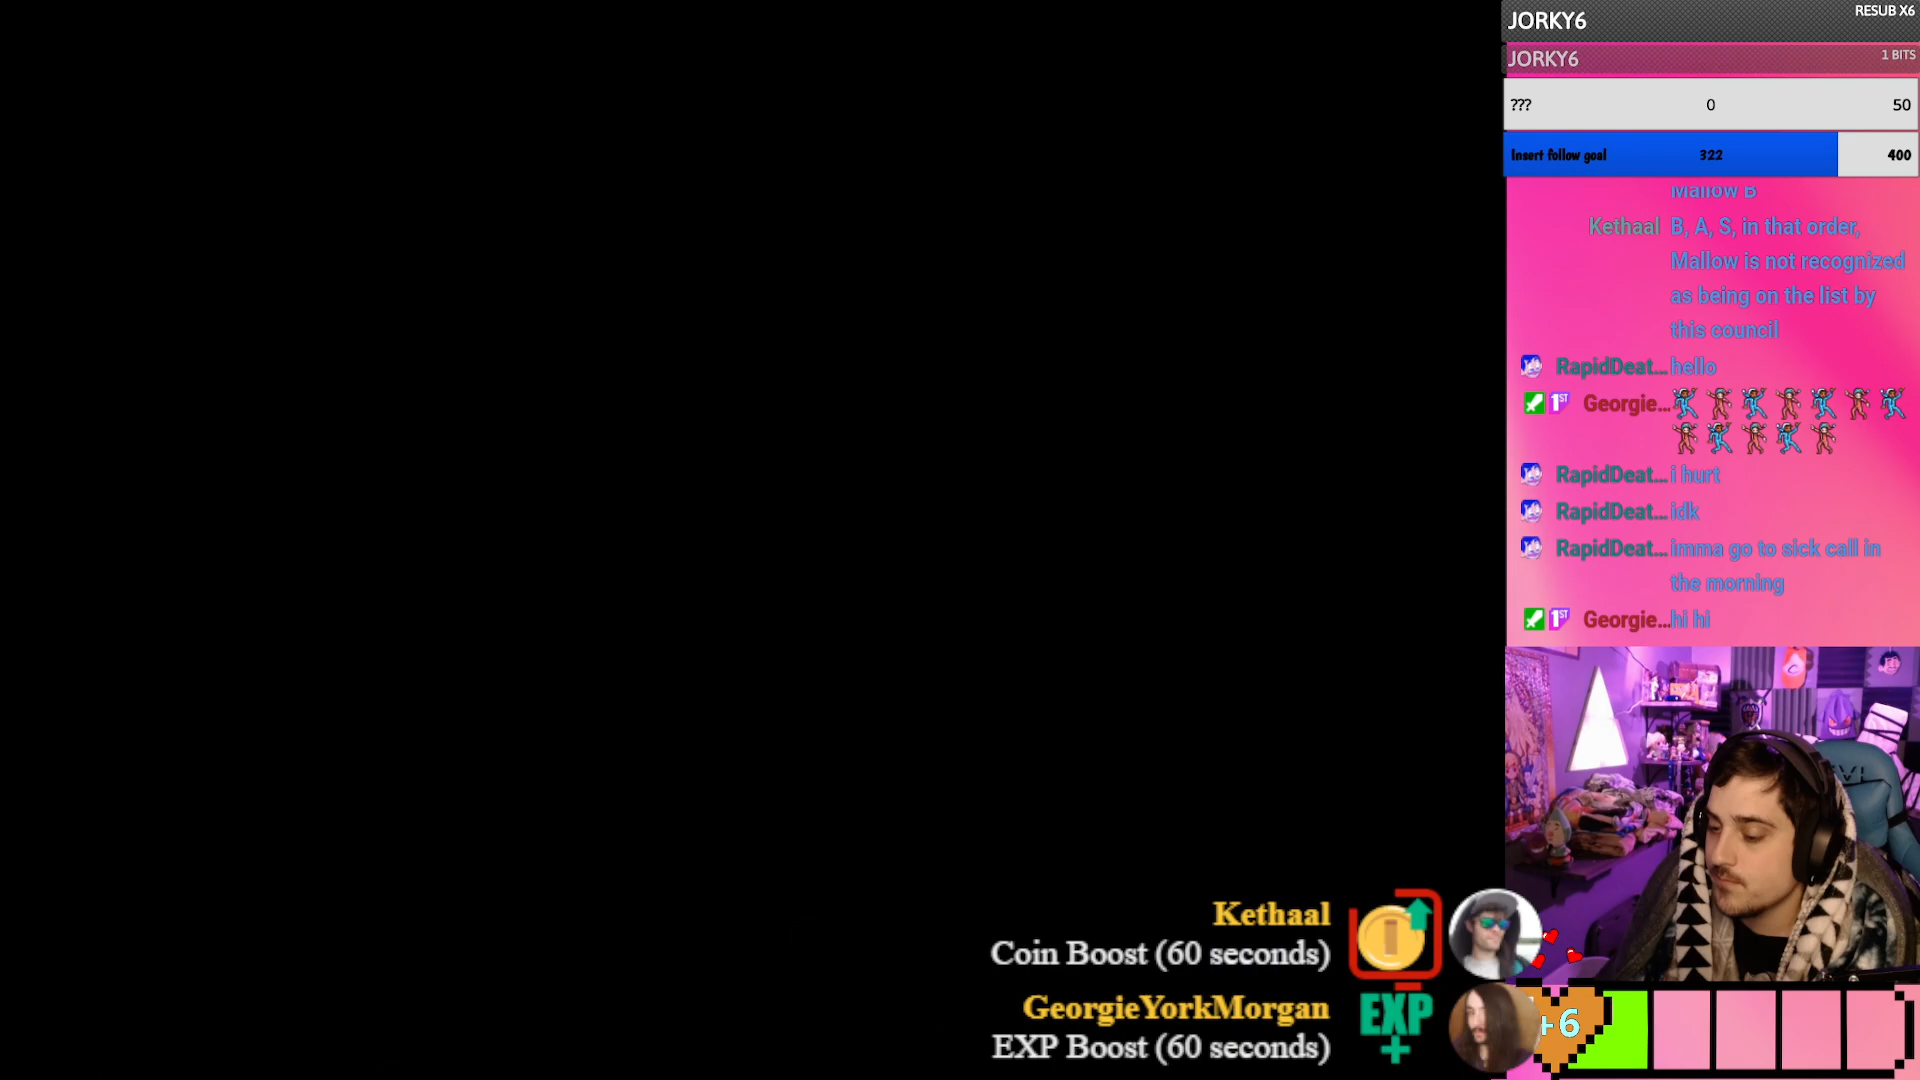 JORKY6 RESUB X6
JORKY6 1 BITS
??? 0 50
Insert follow goal 322 400
Mallow B
Kethaal B, A, S, in that order,
Mallow is not recognized
as being on the list by
this council
RapidDeat... hello
1ST Georgie...
RapidDeat... i hurt
RapidDeat... idk
RapidDeat... imma go to sick call in
the morning
1ST Georgie... hi hi
Kethaal
Coin Boost (60 seconds)
GeorgieYorkMorgan
EXP Boost (60 seconds)
EXP
+
+6